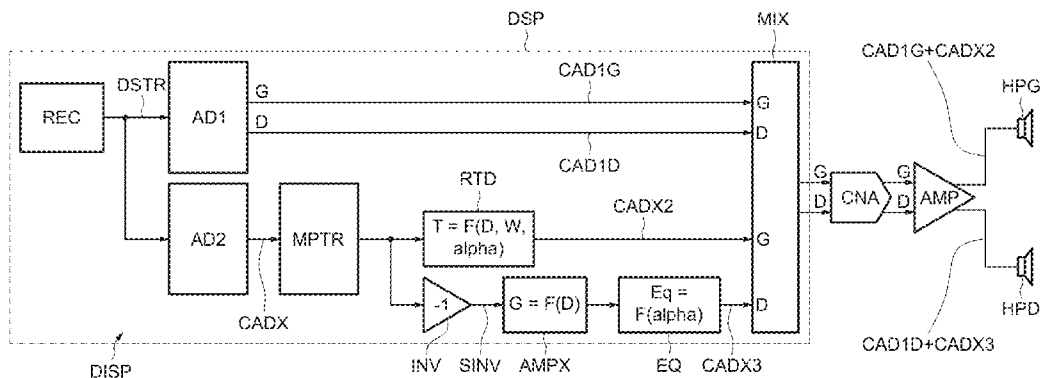 DSP
MIX
CAD1G+CADX2
DSTR
REC
AD1
G
CAD1G
G
HPG
D
CAD1D
D
RTD
G
D
CNA
G
D
AMP
AD2
CADX
MPTR
T = F(D, W,
alpha)
CADX2
G
-1
G = F(D)
Eq =
F(alpha)
D
HPD
DISP
INV
SINV
AMPX
EQ
CADX3
CAD1D+CADX3